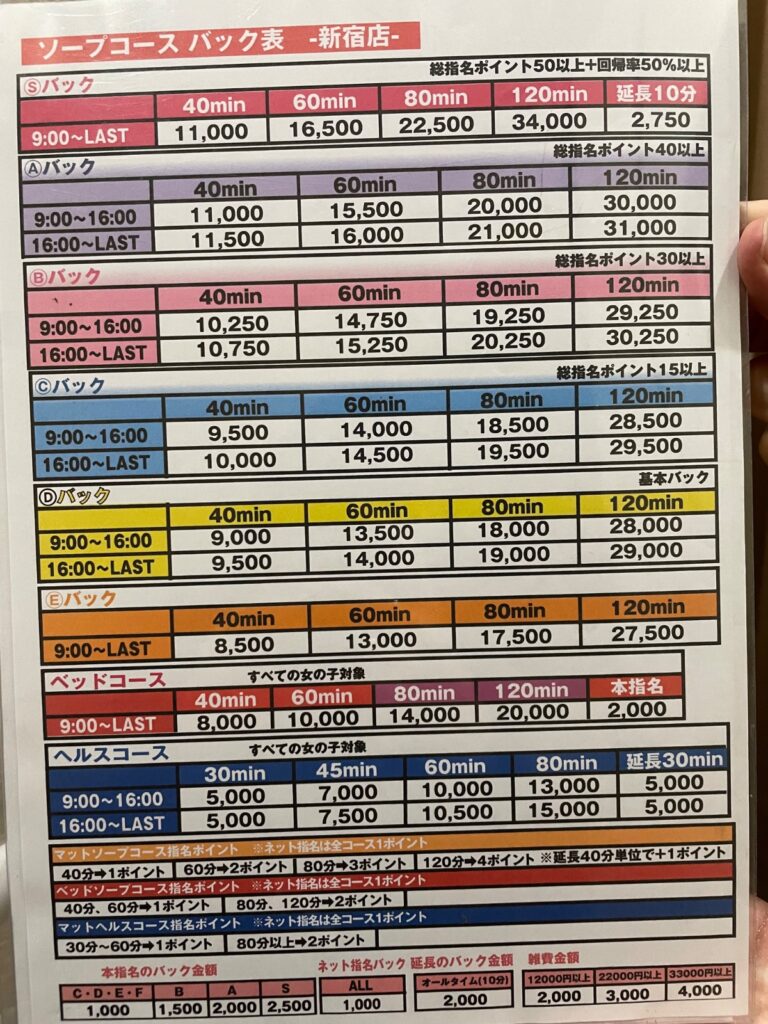 ソープコース バック表　-新宿店-
Ⓢバック　総指名ポイント50以上＋回帰率50%以上
40min 60min 80min 120min 延長10分
9:00~LAST 11,000 16,500 22,500 34,000 2,750
Ⓐバック　総指名ポイント40以上
40min 60min 80min 120min
9:00~16:00 11,000 15,500 20,000 30,000
16:00~LAST 11,500 16,000 21,000 31,000
Ⓑバック　総指名ポイント30以上
40min 60min 80min 120min
9:00~16:00 10,250 14,750 19,250 29,250
16:00~LAST 10,750 15,250 20,250 30,250
Ⓒバック　総指名ポイント15以上
40min 60min 80min 120min
9:00~16:00 9,500 14,000 18,500 28,500
16:00~LAST 10,000 14,500 19,500 29,500
Ⓓバック　基本バック
40min 60min 80min 120min
9:00~16:00 9,000 13,500 18,000 28,000
16:00~LAST 9,500 14,000 19,000 29,000
Ⓔバック
40min 60min 80min 120min
9:00~LAST 8,500 13,000 17,500 27,500
ベッドコース　すべての女の子対象
40min 60min 80min 120min 本指名
9:00~LAST 8,000 10,000 14,000 20,000 2,000
ヘルスコース　すべての女の子対象
30min 45min 60min 80min 延長30min
9:00~16:00 5,000 7,000 10,000 13,000 5,000
16:00~LAST 5,000 7,500 10,500 15,000 5,000
マットソープコース指名ポイント　※ネット指名は全コース1ポイント
40分➡1ポイント 60分➡2ポイント 80分➡3ポイント 120分➡4ポイント ※延長40分単位で＋1ポイント
ベッドソープコース指名ポイント　※ネット指名は全コース1ポイント
40分、60分➡1ポイント 80分、120分➡2ポイント
マットヘルスコース指名ポイント　※ネット指名は全コース1ポイント
30分~60分➡1ポイント 80分以上➡2ポイント
本指名のバック金額 ネット指名バック 延長のバック金額 雑費金額
C・D・E・F B A S ALL オールタイム(10分) 12000円以上 22000円以上 33000円以上
1,000 1,500 2,000 2,500 1,000 2,000 2,000 3,000 4,000